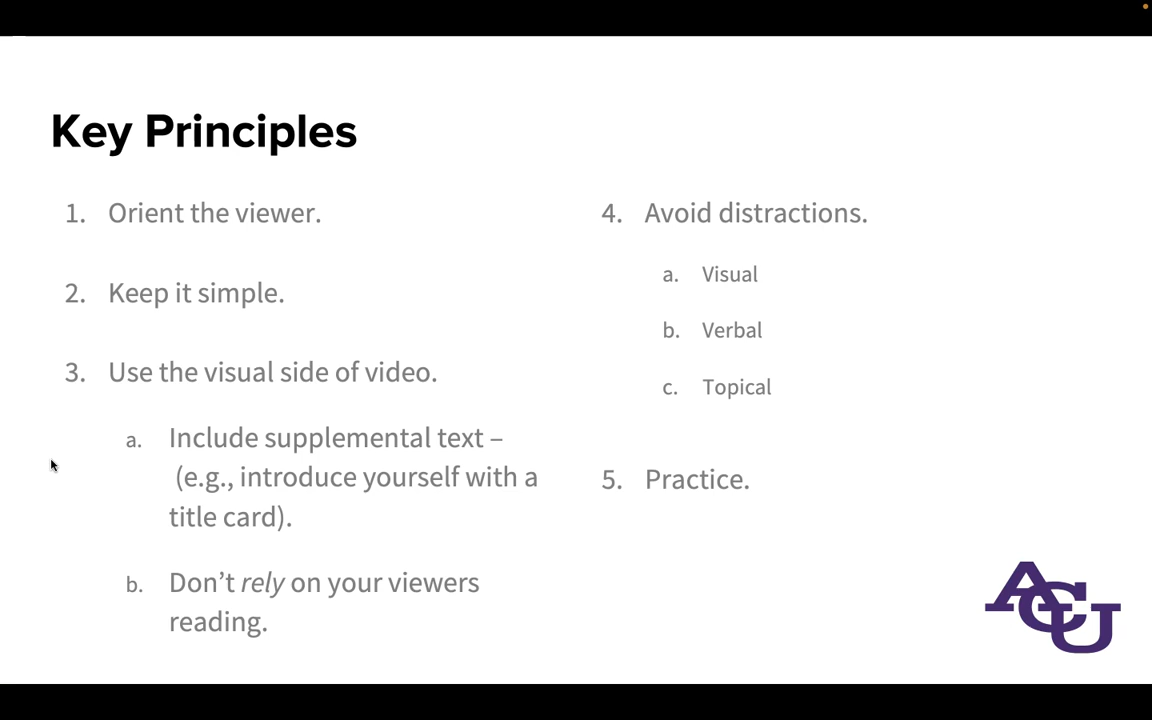 Key Principles
1. Orient the viewer.
2. Keep it simple.
3. Use the visual side of video.
a. Include supplemental text –
(e.g., introduce yourself with a
title card).
b. Don’t rely on your viewers
reading.
4. Avoid distractions.
a. Visual
b. Verbal
c. Topical
5. Practice.
ACU